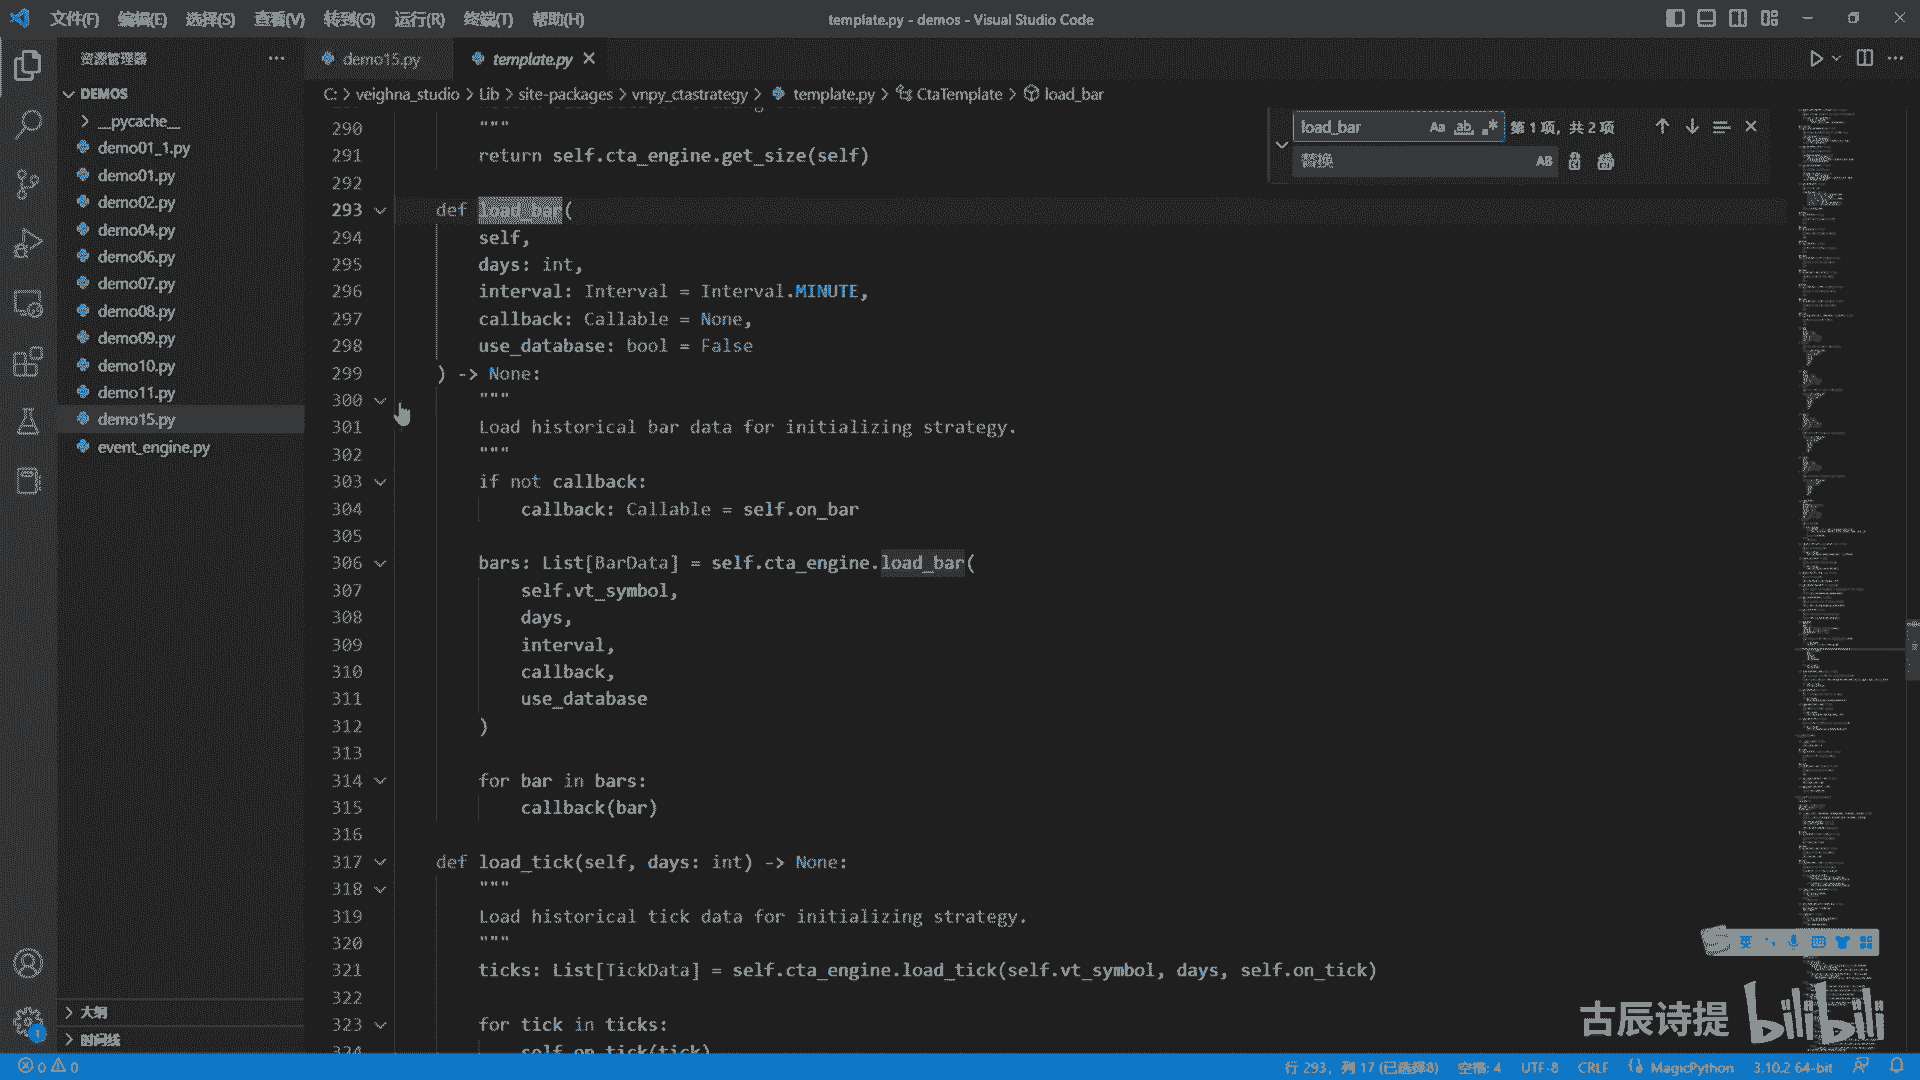 文件(F) 编辑(E) 选择(S) 查看(V) 转到(G) 运行(R) 终端(T) 帮助(H)
template.py - demos - Visual Studio Code
资源管理器
demo15.py
template.py
DEMOS
__pycache__
demo01_1.py
demo01.py
demo02.py
demo04.py
demo06.py
demo07.py
demo08.py
demo09.py
demo10.py
demo11.py
demo15.py
event_engine.py
大纲
时间线
C: > veighna_studio > Lib > site-packages > vnpy_ctastrategy > template.py > CtaTemplate > load_bar
load_bar Aa ab .* 第 1 项, 共 2 项
替换 AB
290 """
291 return self.cta_engine.get_size(self)
292
293 def load_bar(
294 self,
295 days: int,
296 interval: Interval = Interval.MINUTE,
297 callback: Callable = None,
298 use_database: bool = False
299 ) -> None:
300 """
301 Load historical bar data for initializing strategy.
302 """
303 if not callback:
304 callback: Callable = self.on_bar
305
306 bars: List[BarData] = self.cta_engine.load_bar(
307 self.vt_symbol,
308 days,
309 interval,
310 callback,
311 use_database
312 )
313
314 for bar in bars:
315 callback(bar)
316
317 def load_tick(self, days: int) -> None:
318 """
319 Load historical tick data for initializing strategy.
320 """
321 ticks: List[TickData] = self.cta_engine.load_tick(self.vt_symbol, days, self.on_tick)
322
323 for tick in ticks:
324 self.on_tick(tick)
英
古辰诗提 bilibili
1
0 0
行 293, 列 17 (已选择8) 空格: 4 UTF-8 CRLF MagicPython 3.10.2 64-bit